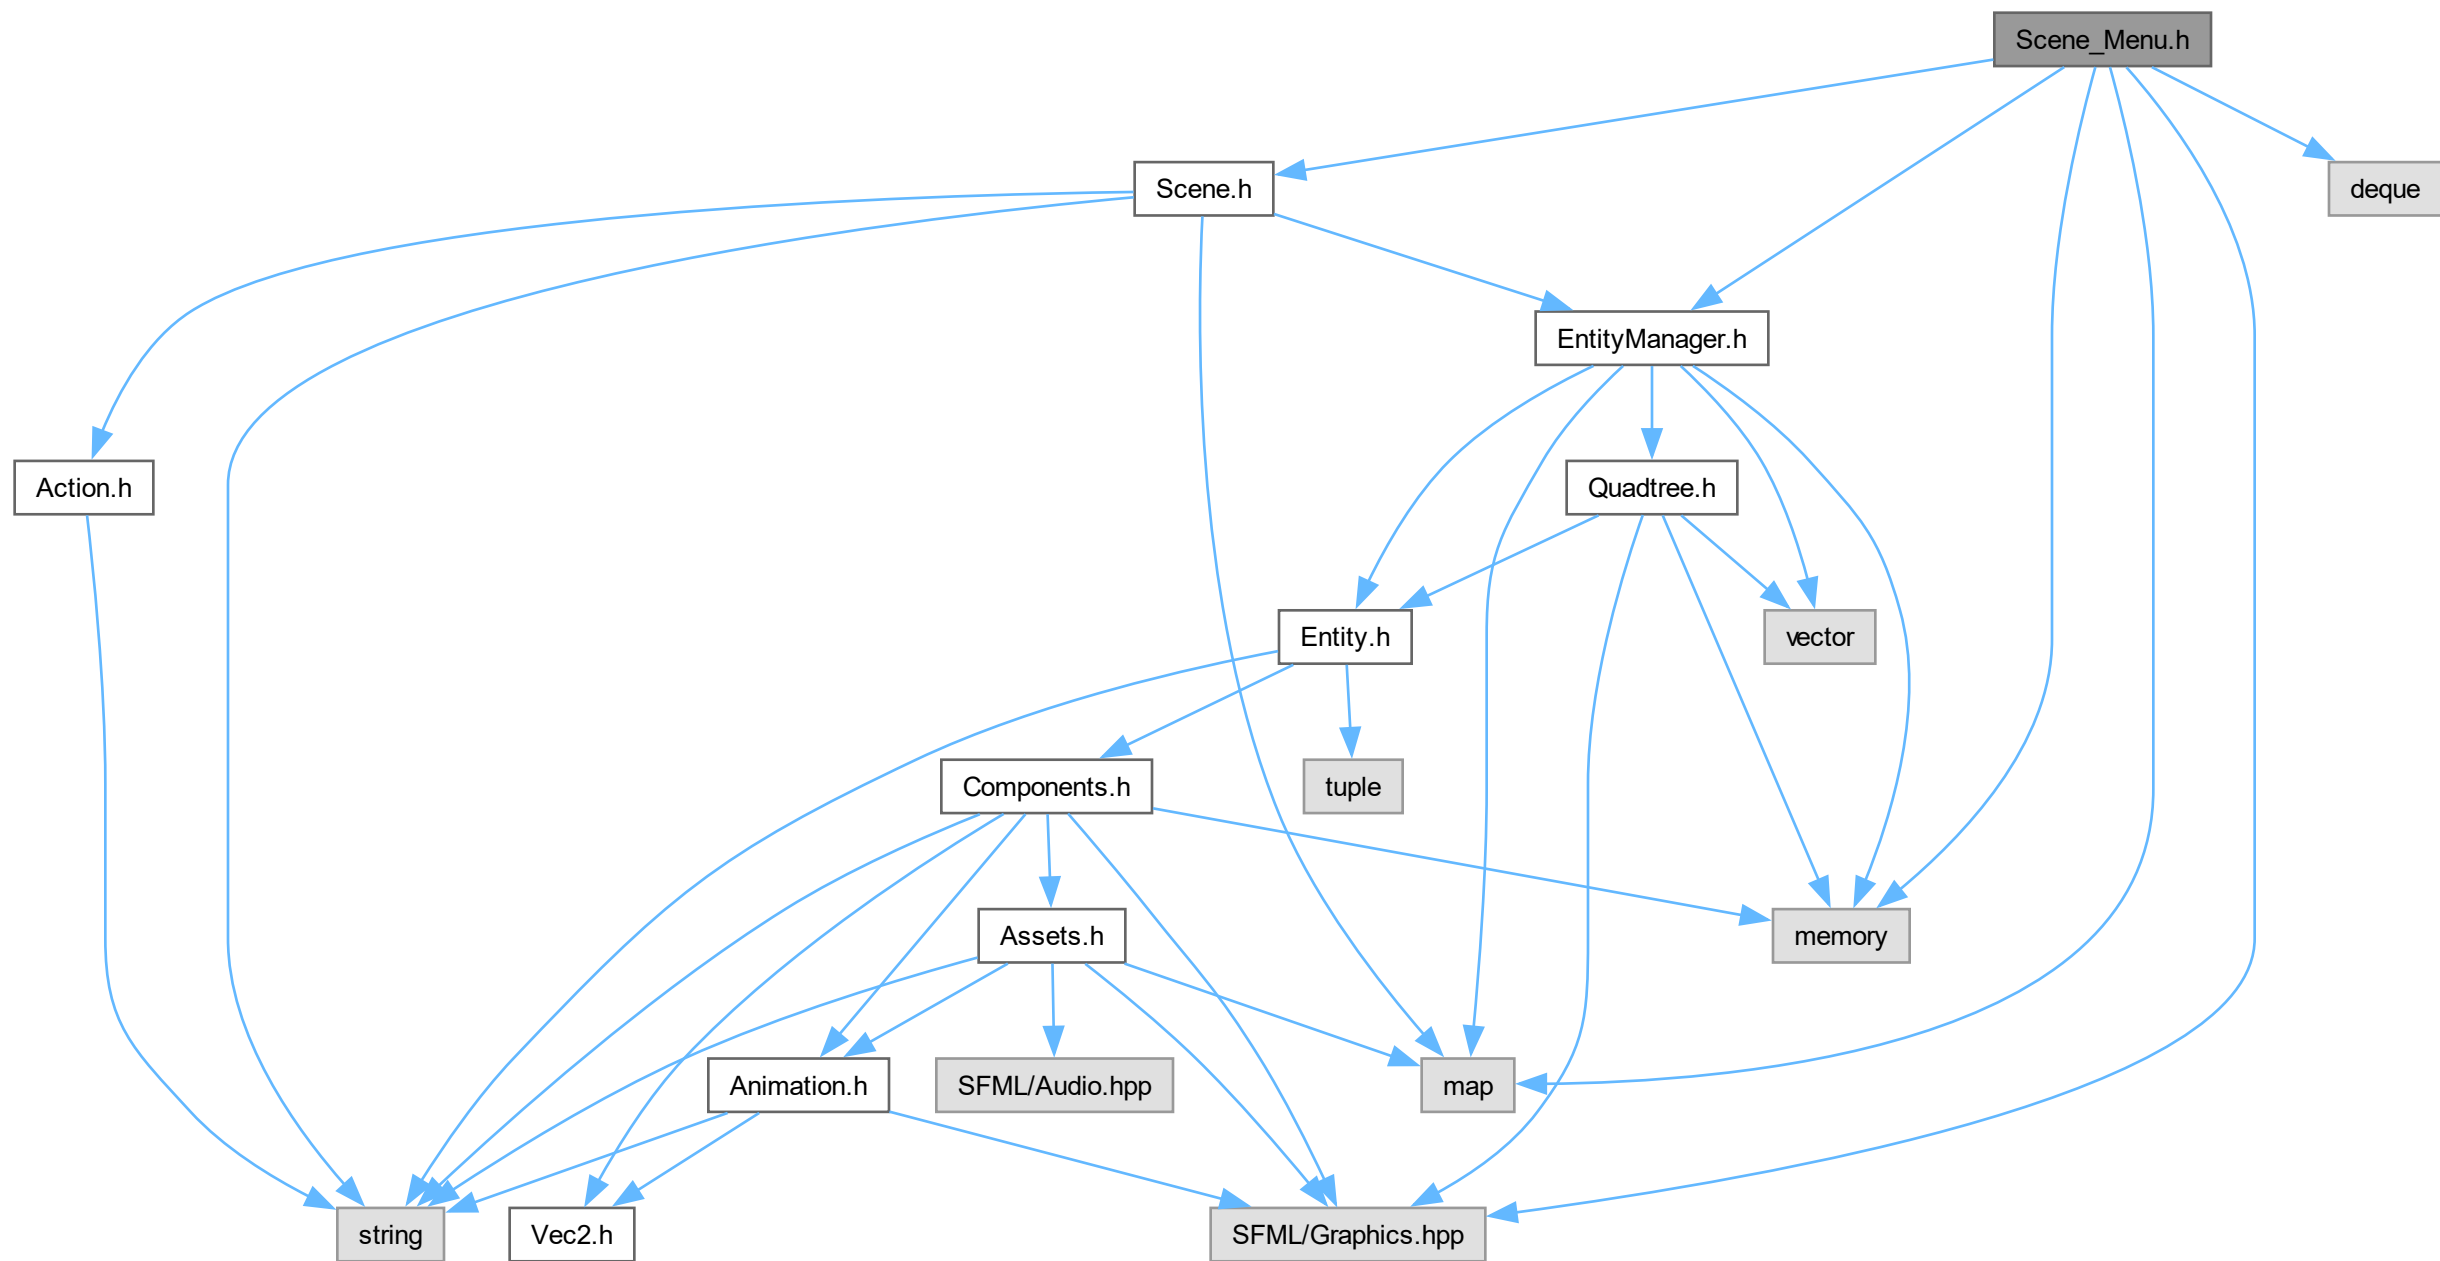 Scene_Menu.h
Scene.h
deque
EntityManager.h
Action.h
Quadtree.h
Entity.h
vector
Components.h
tuple
Assets.h
memory
Animation.h
SFML/Audio.hpp
map
string
Vec2.h
SFML/Graphics.hpp